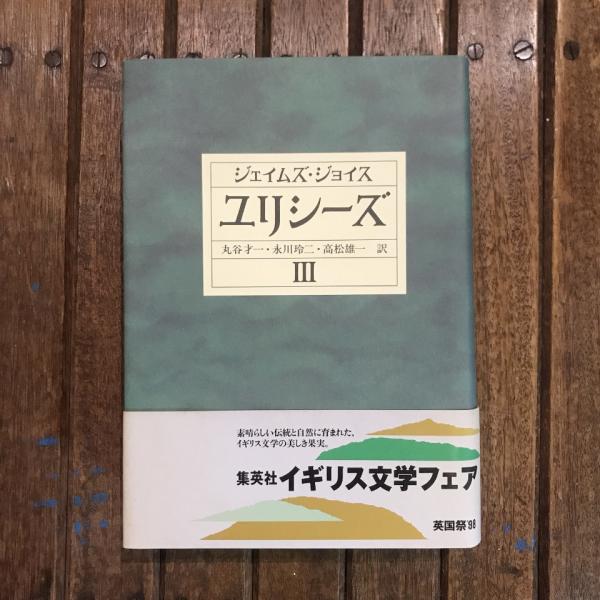 ジェイムズ・ジョイス
ユリシーズ
丸谷才一・永川玲二・高松雄一 訳
III
素晴らしい伝統と自然に育まれた、
イギリス文学の美しき果実。
集英社 イギリス文学フェア
英国祭'98